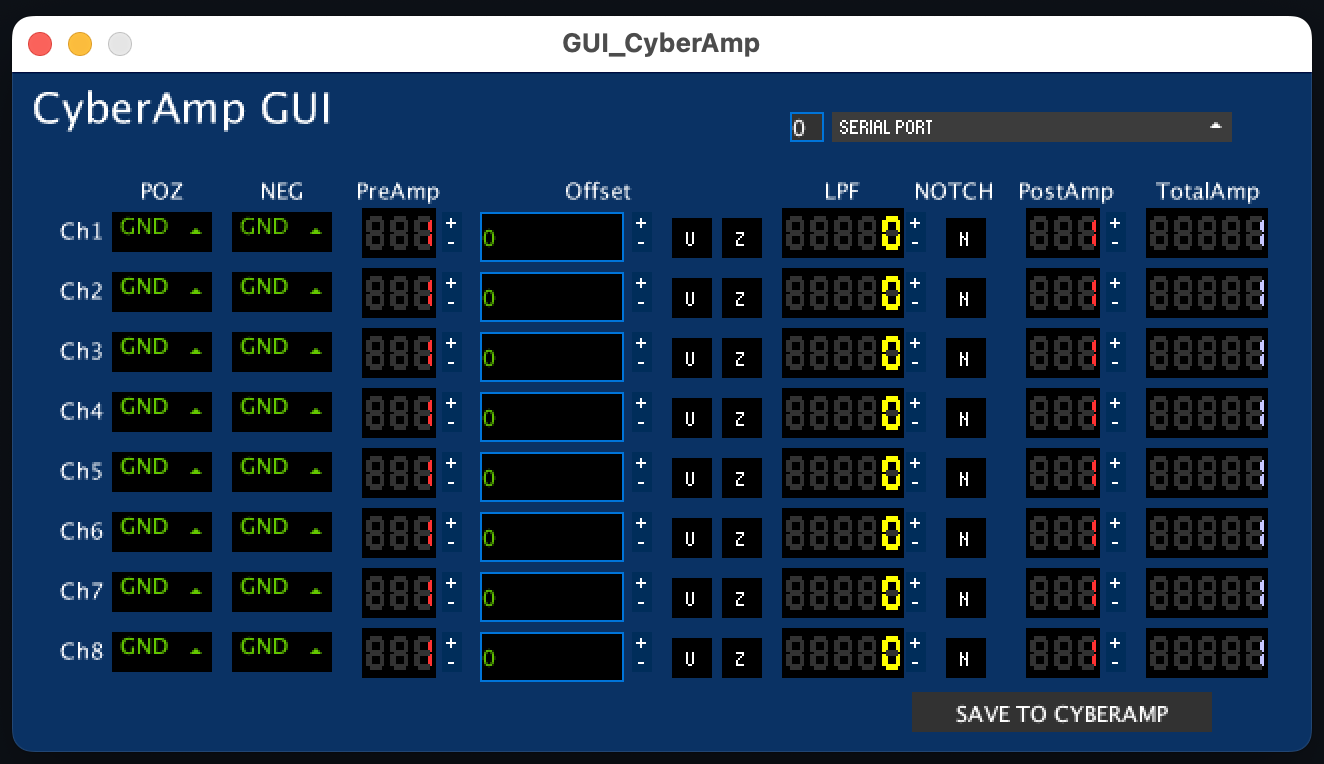 GUI_CyberAmp
CyberAmp GUI
0 SERIAL PORT
POZ NEG PreAmp Offset LPF NOTCH PostAmp TotalAmp
Ch1 GND GND 1 + - 0 + - U Z 0 + - N 1 + - 1
Ch2 GND GND 1 + - 0 + - U Z 0 + - N 1 + - 1
Ch3 GND GND 1 + - 0 + - U Z 0 + - N 1 + - 1
Ch4 GND GND 1 + - 0 + - U Z 0 + - N 1 + - 1
Ch5 GND GND 1 + - 0 + - U Z 0 + - N 1 + - 1
Ch6 GND GND 1 + - 0 + - U Z 0 + - N 1 + - 1
Ch7 GND GND 1 + - 0 + - U Z 0 + - N 1 + - 1
Ch8 GND GND 1 + - 0 + - U Z 0 + - N 1 + - 1
SAVE TO CYBERAMP